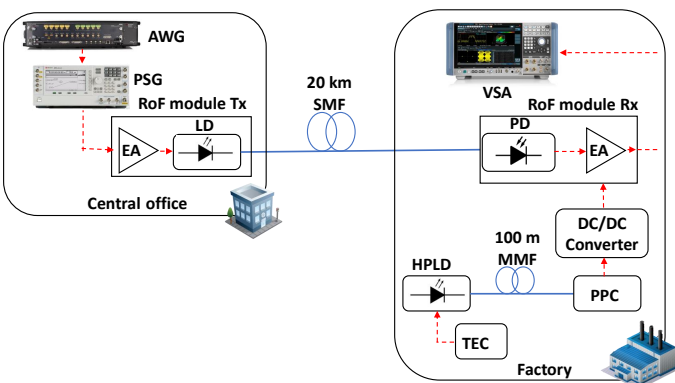 AWG
PSG
RoF module Tx
LD
EA
Central office
20 km
SMF
VSA
RoF module Rx
PD
EA
DC/DC
Converter
100 m
MMF
HPLD
PPC
TEC
Factory